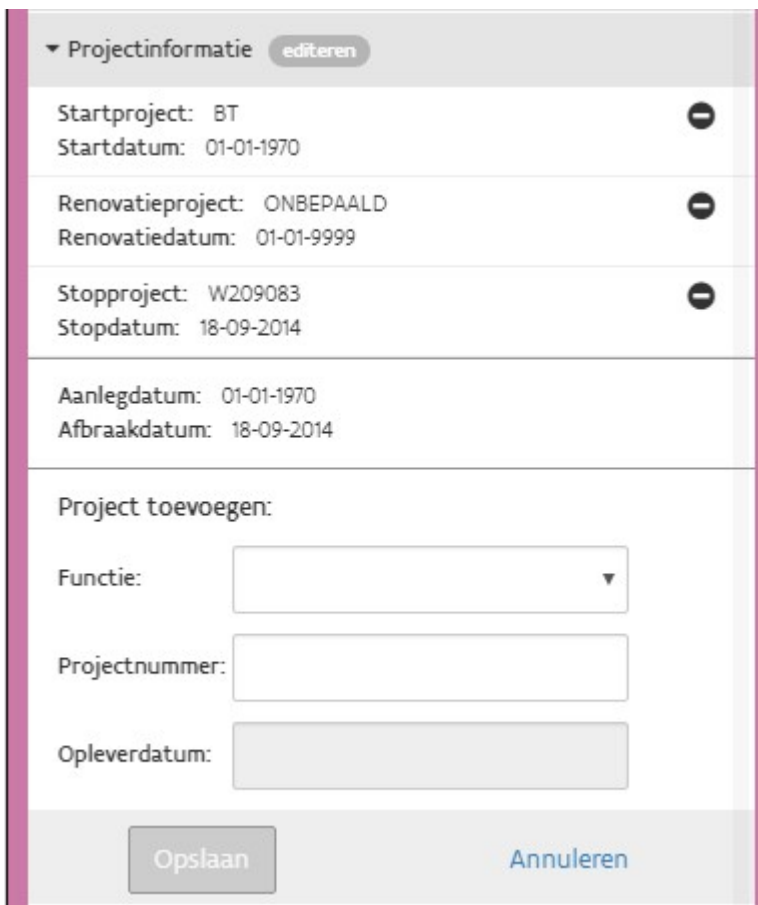 Projectinformatie editeren
Startproject: BT
Startdatum: 01-01-1970
Renovatieproject: ONBEPAALD
Renovatiedatum: 01-01-9999
Stopproject: W209083
Stopdatum: 18-09-2014
Aanlegdatum: 01-01-1970
Afbraakdatum: 18-09-2014
Project toevoegen:
Functie:
Projectnummer:
Opleverdatum:
Opslaan Annuleren